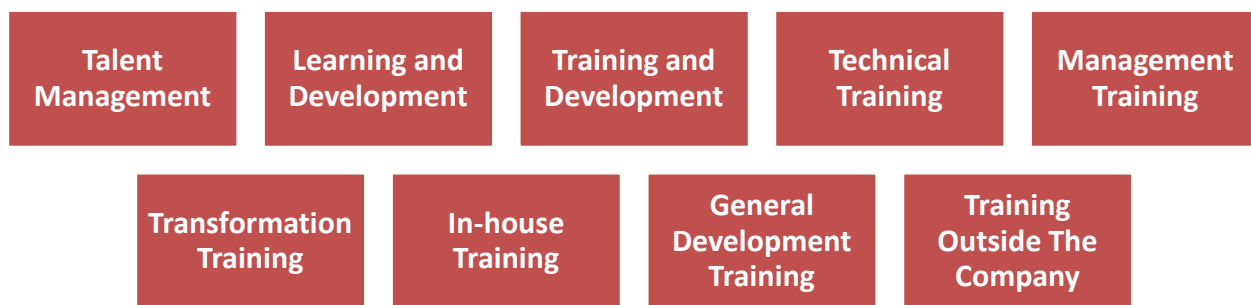 Talent
Management
Learning and
Development
Training and
Development
Technical
Training
Management
Training
Transformation
Training
In-house
Training
General
Development
Training
Training
Outside The
Company